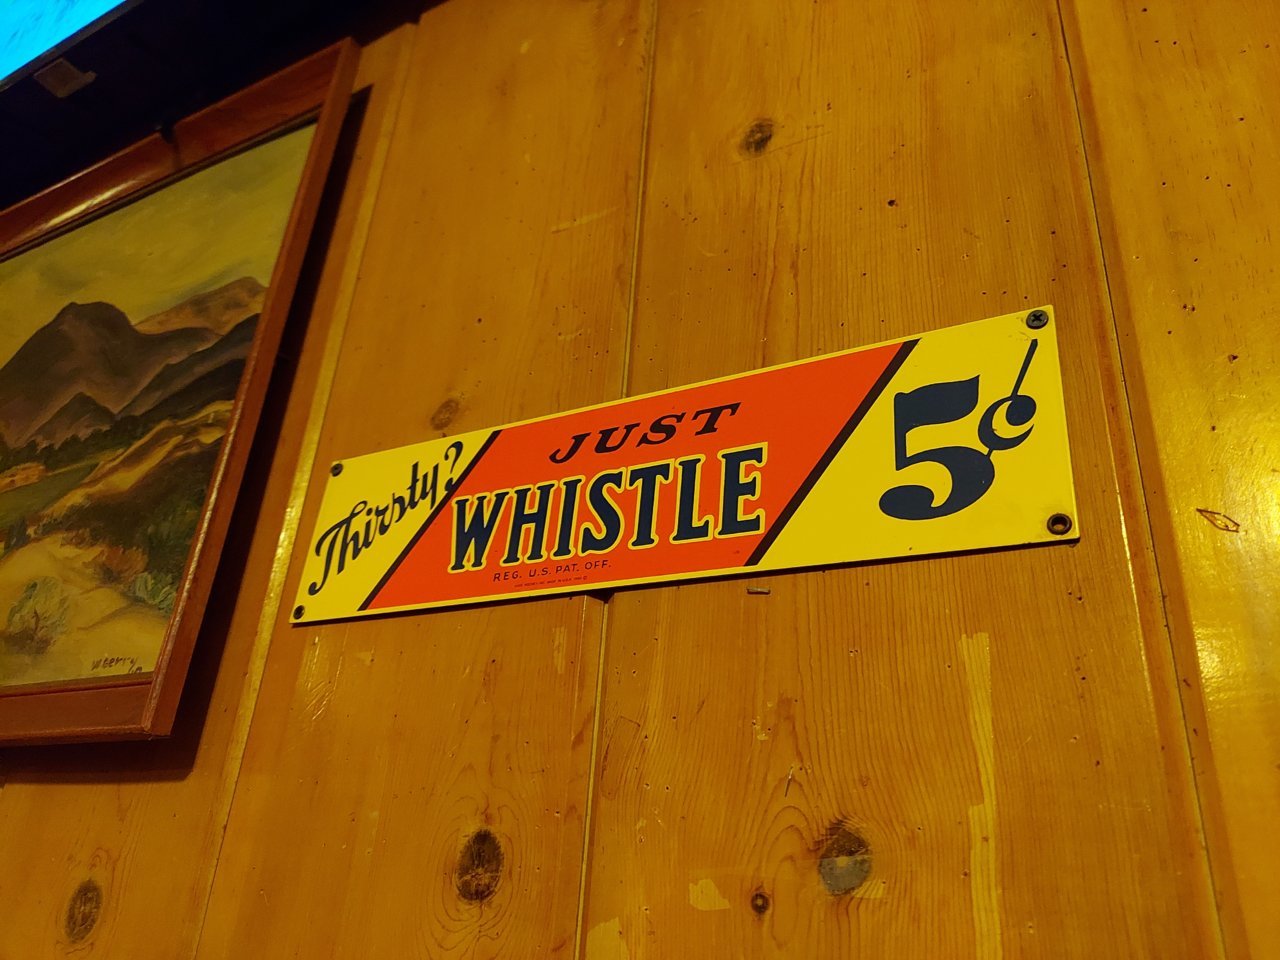 Thirsty?
JUST
WHISTLE
REG. U.S. PAT. OFF.
5¢